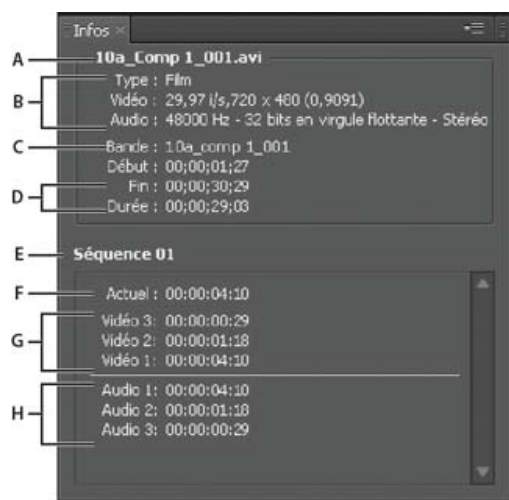 Infos ×
A 10a_Comp 1_001.avi
B Type : Film
Vidéo : 29,97 i/s,720 x 480 (0,9091)
Audio : 48000 Hz - 32 bits en virgule flottante - Stéréo
C Bande : 10a_comp 1_001
Début : 00;00;01;27
D Fin : 00;00;30;29
Durée : 00;00;29;03
E Séquence 01
F Actuel : 00:00:04:10
G Vidéo 3: 00:00:00:29
Vidéo 2: 00:00:01:18
Vidéo 1: 00:00:04:10
H Audio 1: 00:00:04:10
Audio 2: 00:00:01:18
Audio 3: 00:00:00:29